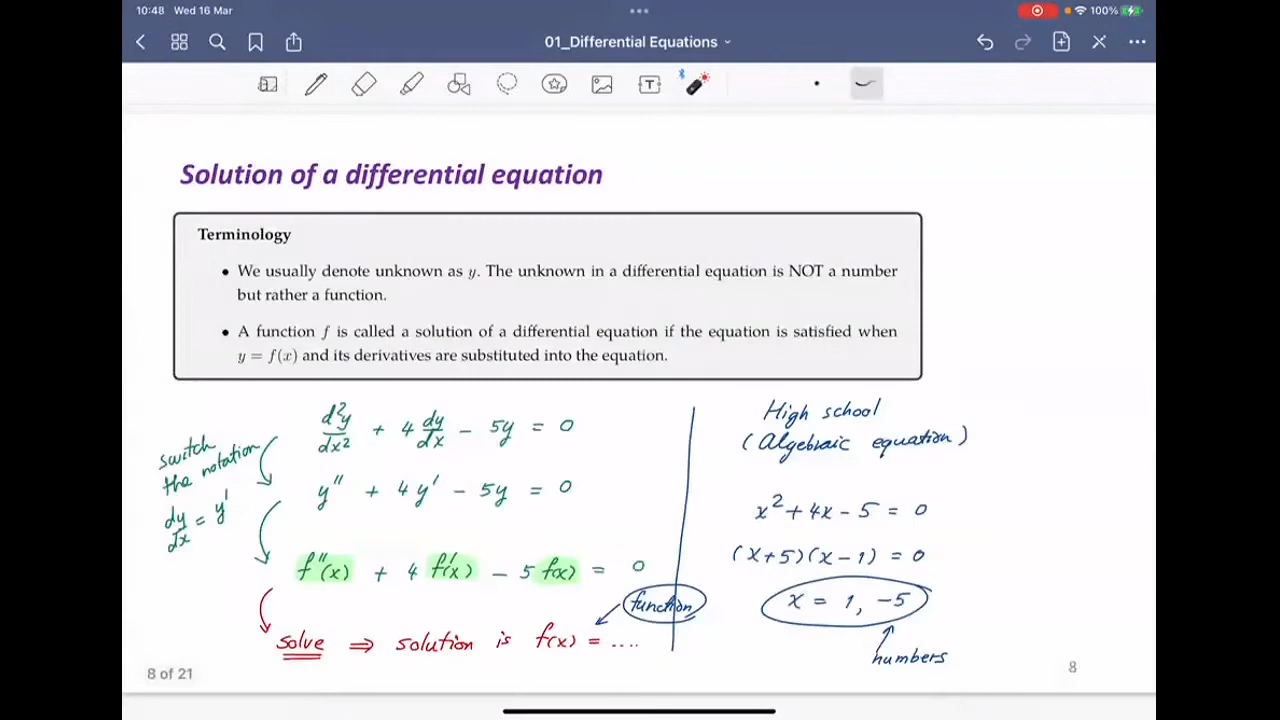 10:48 Wed 16 Mar
100%
01_Differential Equations
Solution of a differential equation
Terminology
• We usually denote unknown as y. The unknown in a differential equation is NOT a number
but rather a function.
• A function f is called a solution of a differential equation if the equation is satisfied when
y = f(x) and its derivatives are substituted into the equation.
switch
the notation
dy/dx = y'
d²y/dx² + 4 dy/dx - 5y = 0
y'' + 4y' - 5y = 0
f''(x) + 4 f'(x) - 5 f(x) = 0
function
solve ⇒ solution is f(x) = ....
High school
(Algebraic equation)
x² + 4x - 5 = 0
(x+5)(x-1) = 0
x = 1, -5
numbers
8 of 21
8